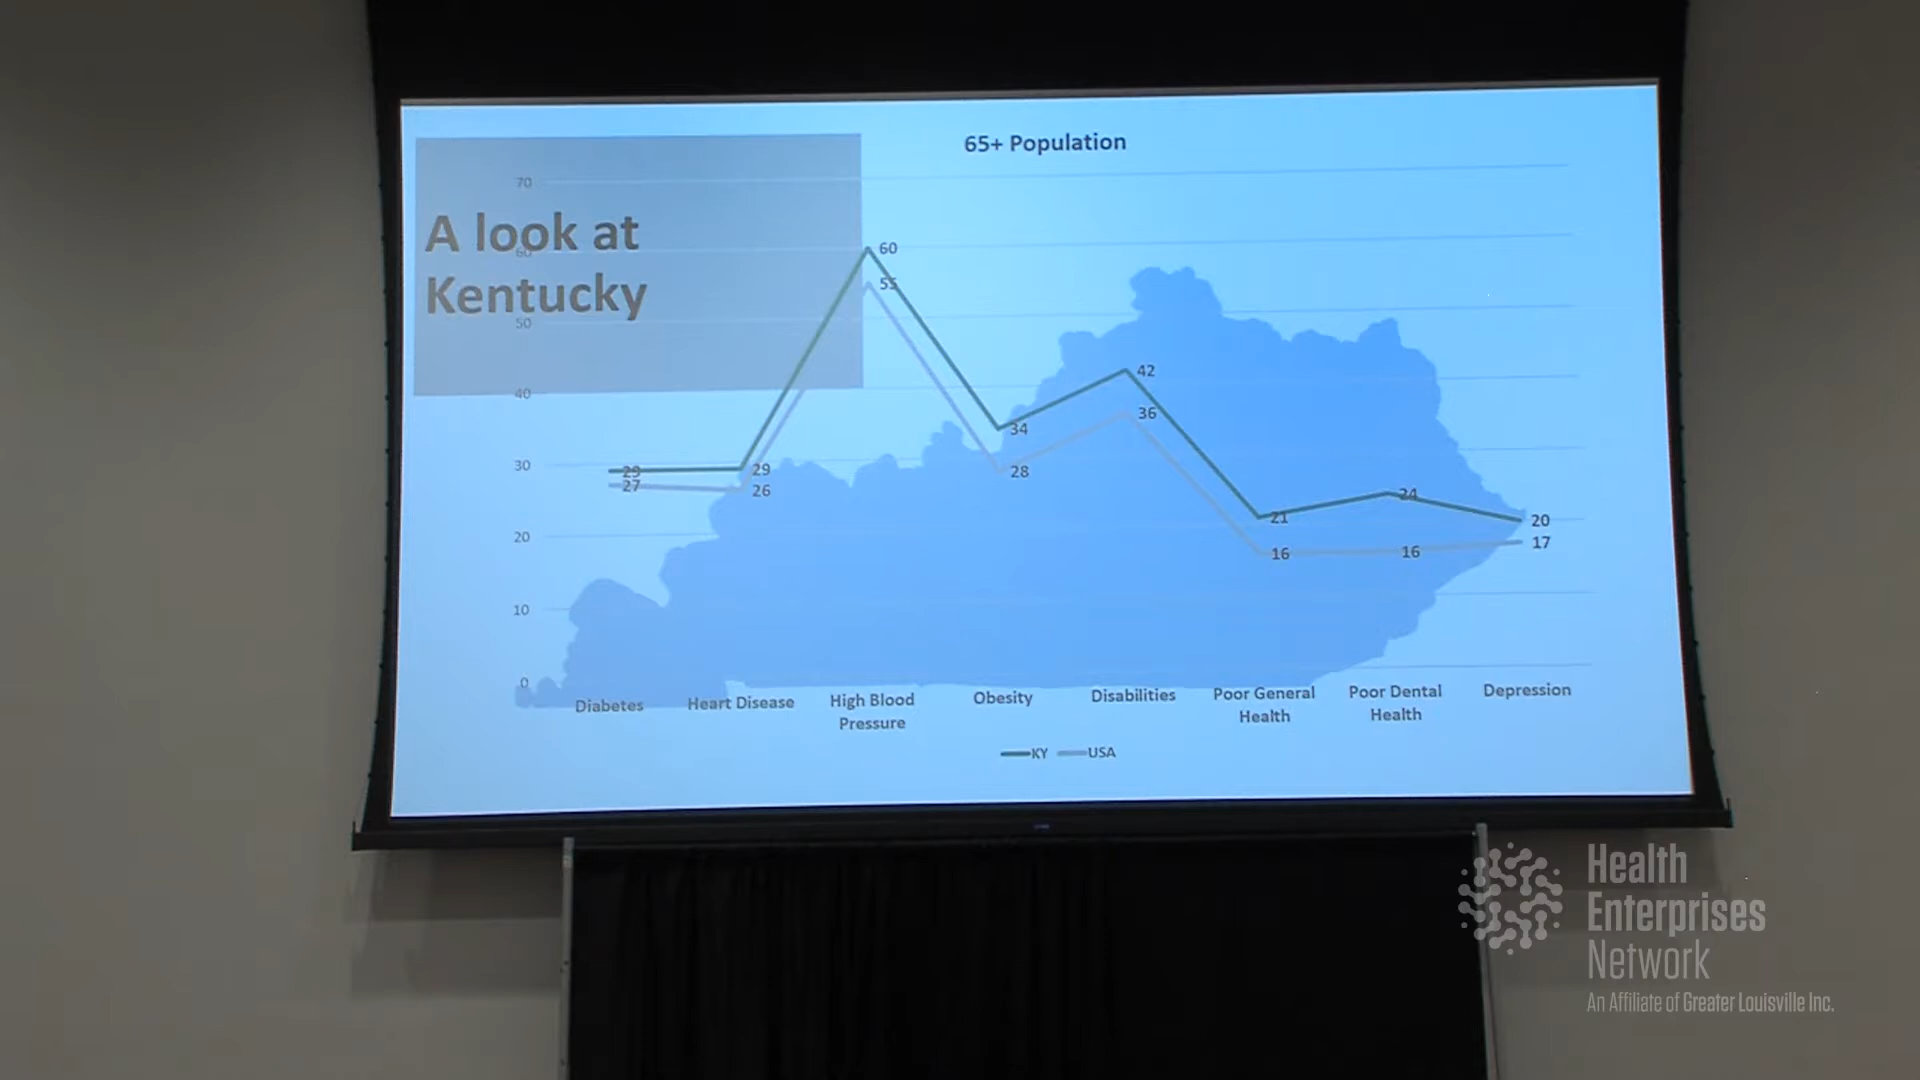 65+ Population
A look at
Kentucky
70
60
50
40
30
20
10
0
60
55
42
36
34
28
29
27
29
26
21
16
24
16
20
17
Diabetes
Heart Disease
High Blood
Pressure
Obesity
Disabilities
Poor General
Health
Poor Dental
Health
Depression
KY USA
Health
Enterprises
Network
An Affiliate of Greater Louisville Inc.